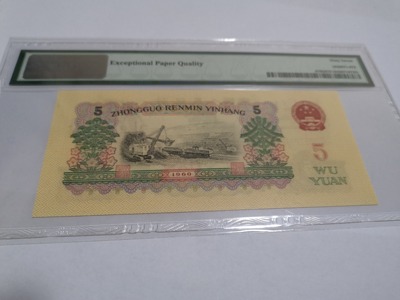 Exceptional Paper Quality
ZHONGGUO RENMIN YINHANG
5
5
5
WU
YUAN
1960